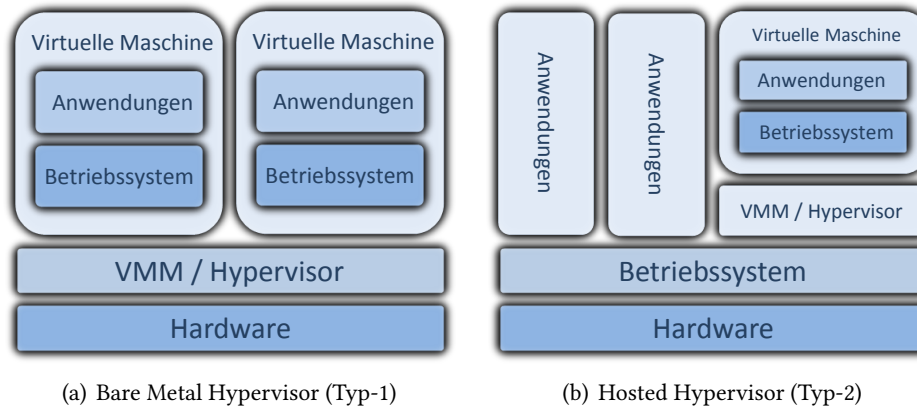 Virtuelle Maschine
Anwendungen
Betriebssystem
Virtuelle Maschine
Anwendungen
Betriebssystem
VMM / Hypervisor
Hardware
(a) Bare Metal Hypervisor (Typ-1)
Anwendungen
Anwendungen
Virtuelle Maschine
Anwendungen
Betriebssystem
VMM / Hypervisor
Betriebssystem
Hardware
(b) Hosted Hypervisor (Typ-2)